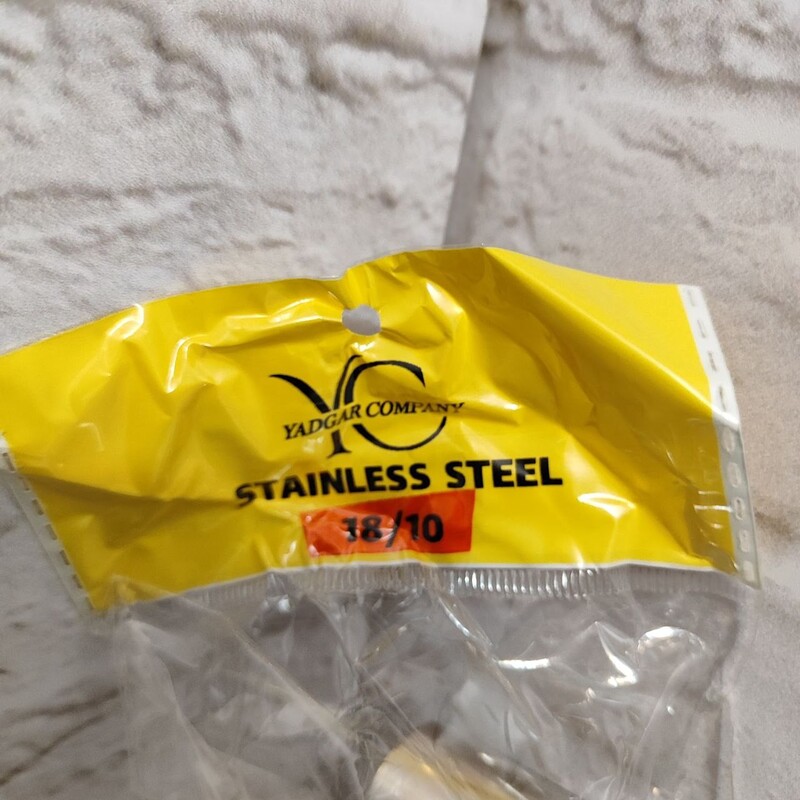 YC
YADGAR COMPANY
STAINLESS STEEL
18/10